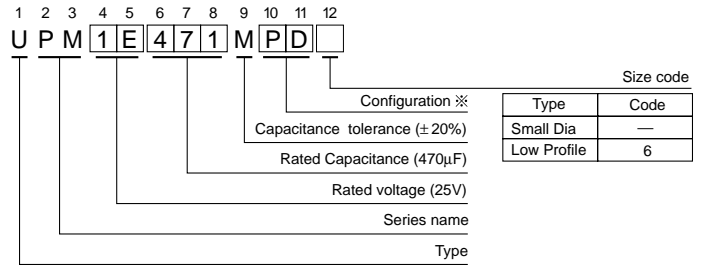 1 2 3 4 5 6 7 8 9 10 11 12
U P M 1 E 4 7 1 M P D
Size code
Configuration ※
Capacitance tolerance (±20%)
Rated Capacitance (470μF)
Rated voltage (25V)
Series name
Type
Type Code
Small Dia —
Low Profile 6